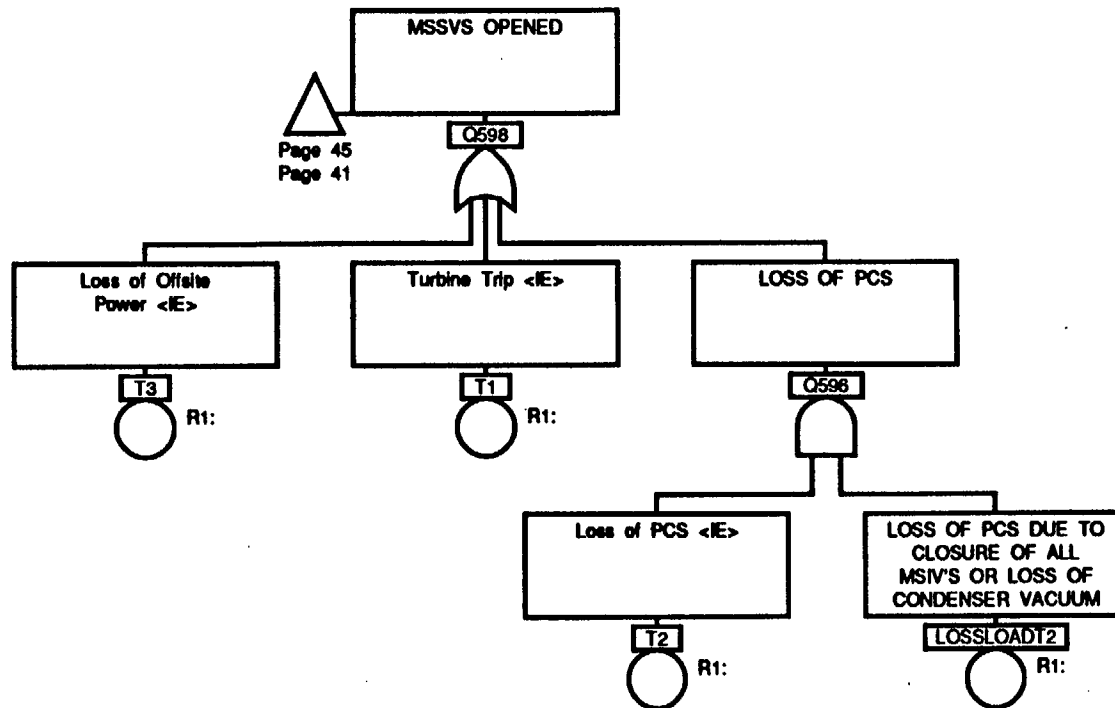 MSSVS OPENED
Q598
Page 45
Page 41
Loss of Offsite
Power <IE>
T3
R1:
Turbine Trip <IE>
T1
R1:
LOSS OF PCS
Q596
Loss of PCS <IE>
T2
R1:
LOSS OF PCS DUE TO
CLOSURE OF ALL
MSIV'S OR LOSS OF
CONDENSER VACUUM
LOSSLOADT2
R1: